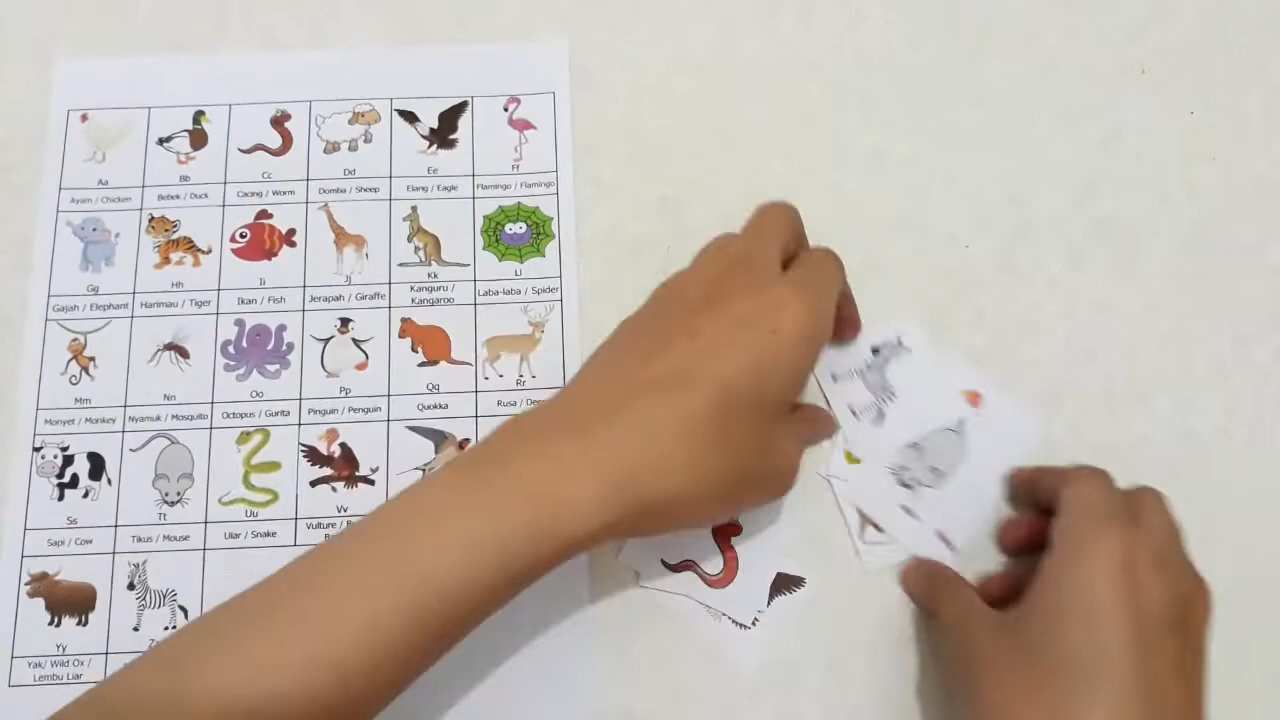 Aa Bb Cc Dd Ee Ff
Ayam / Chicken Bebek / Duck Cacing / Worm Domba / Sheep Elang / Eagle Flamingo / Flamingo
Gg Hh Ii Jj Kk Ll
Gajah / Elephant Harimau / Tiger Ikan / Fish Jerapah / Giraffe Kanguru / Kangaroo Laba-laba / Spider
Mm Nn Oo Pp Qq Rr
Monyet / Monkey Nyamuk / Mosquito Octopus / Gurita Pinguin / Penguin Quokka Rusa /
Ss Tt Uu Vv
Sapi / Cow Tikus / Mouse Ular / Snake Vulture /
Yy
Yak/ Wild Ox /
Lembu Liar